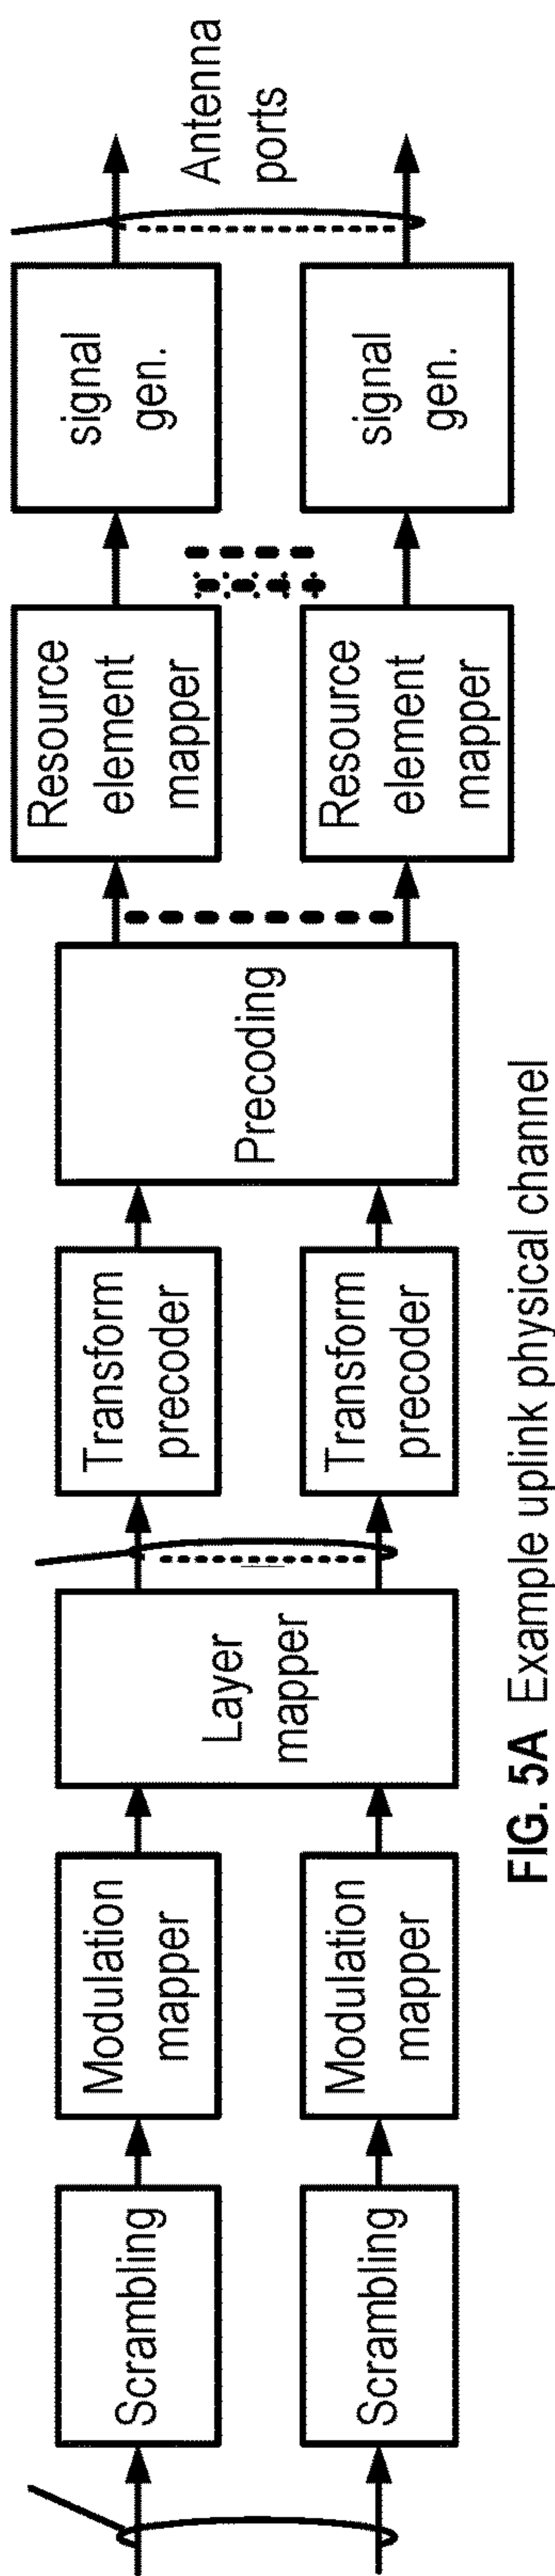 Scrambling
Scrambling
Modulation
mapper
Modulation
mapper
Layer
mapper
Transform
precoder
Transform
precoder
Precoding
Resource
element
mapper
Resource
element
mapper
signal
gen.
signal
gen.
Antenna
ports
FIG. 5A Example uplink physical channel